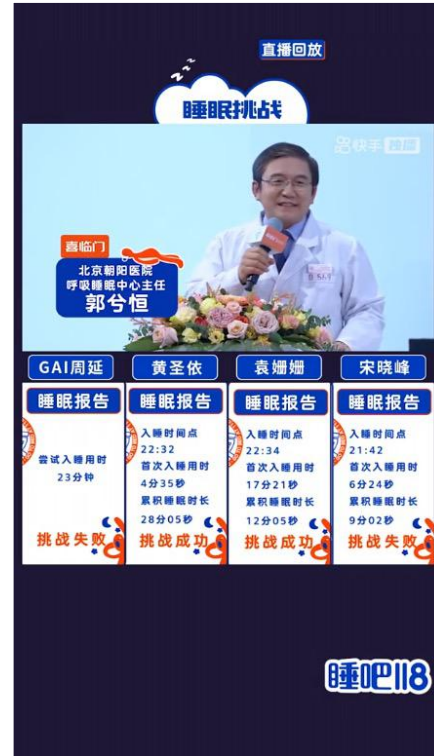 直播回放
zzz
睡眠挑战
快手
喜临门
北京朝阳医院
呼吸睡眠中心主任
郭兮恒
GAI周延
睡眠报告
尝试入睡用时
23分钟
挑战失败
黄圣依
睡眠报告
入睡时间点
22:32
首次入睡用时
4分35秒
累积睡眠时长
28分05秒
挑战成功
袁姗姗
睡眠报告
入睡时间点
22:34
首次入睡用时
17分21秒
累积睡眠时长
12分05秒
挑战成功
宋晓峰
睡眠报告
入睡时间点
21:42
首次入睡用时
6分24秒
累积睡眠时长
9分02秒
挑战失败
睡吧118